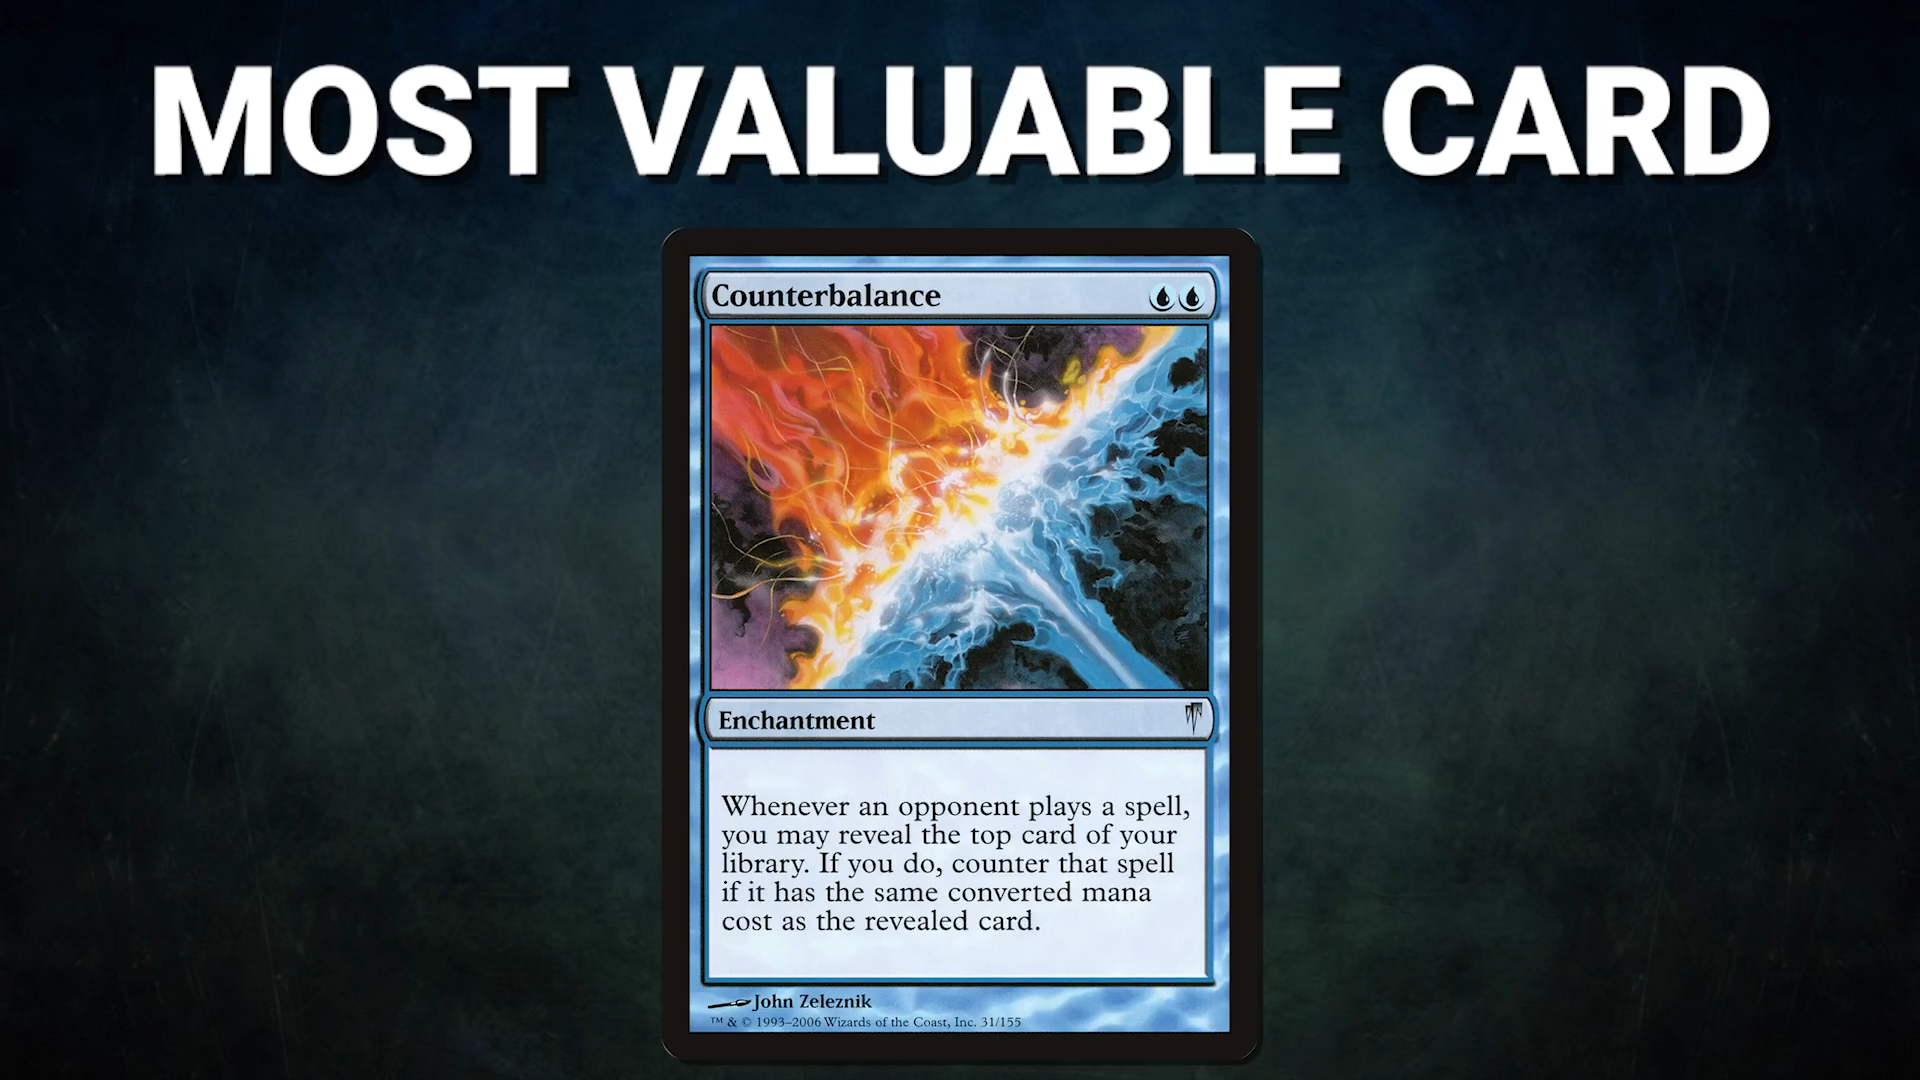 MOST VALUABLE CARD
Counterbalance
Enchantment
Whenever an opponent plays a spell,
you may reveal the top card of your
library. If you do, counter that spell
if it has the same converted mana
cost as the revealed card.
John Zeleznik
™ & © 1993–2006 Wizards of the Coast, Inc. 31/155